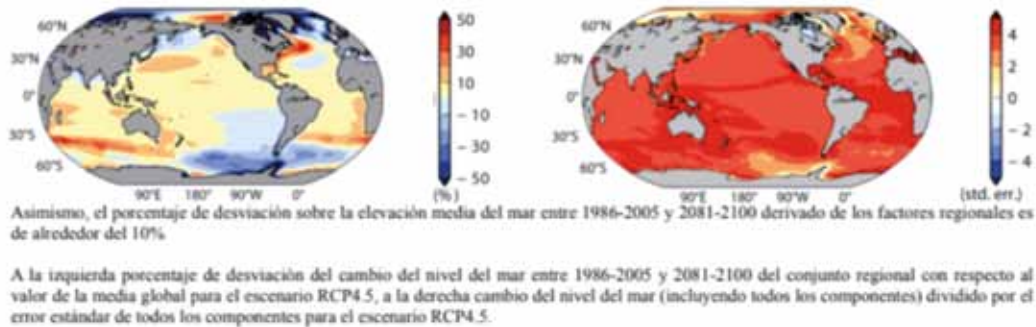 60°N
30°N
0°
30°S
60°S
90°E 180° 90°W 0°
50
30
10
− 10
− 30
− 50
(%)
60°N
30°N
0°
30°S
60°S
90°E 180° 90°W 0°
4
2
0
− 2
− 4
(std. err.)
Asimismo, el porcentaje de desviación sobre la elevación media del mar entre 1986-2005 y 2081-2100 derivado de los factores regionales es
de alrededor del 10%
A la izquierda porcentaje de desviación del cambio del nivel del mar entre 1986-2005 y 2081-2100 del conjunto regional con respecto al
valor de la media global para el escenario RCP4.5, a la derecha cambio del nivel del mar (incluyendo todos los componentes) dividido por el
error estándar de todos los componentes para el escenario RCP4.5.